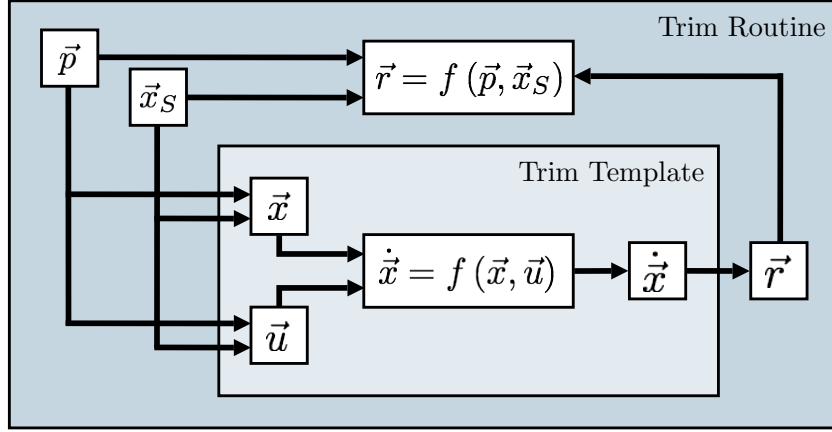 Trim Routine
p⃗
x⃗_S
r⃗ = f (p⃗, x⃗_S)
Trim Template
x⃗
ẋ⃗ = f (x⃗, u⃗)
ẋ⃗
r⃗
u⃗